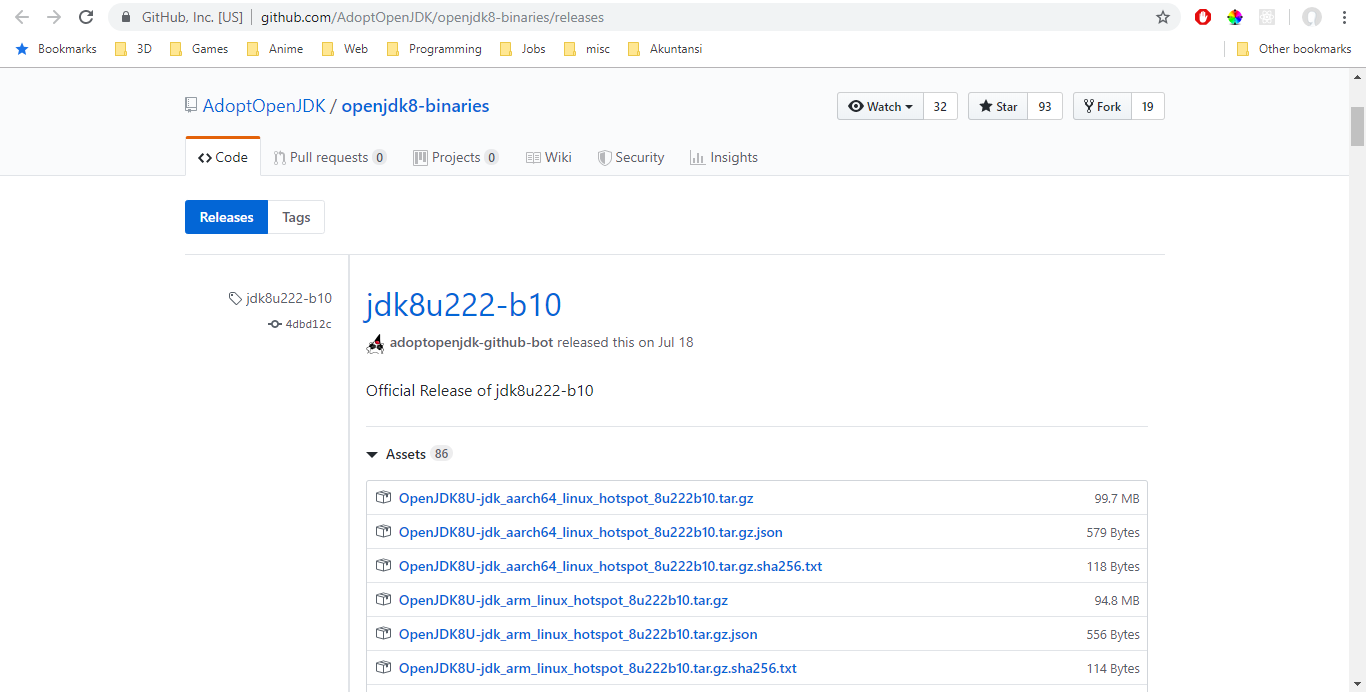 GitHub, Inc. [US] | github.com/AdoptOpenJDK/openjdk8-binaries/releases
Bookmarks 3D Games Anime Web Programming Jobs misc Akuntansi Other bookmarks
AdoptOpenJDK / openjdk8-binaries
Watch 32 Star 93 Fork 19
Code Pull requests 0 Projects 0 Wiki Security Insights
Releases Tags
jdk8u222-b10
4dbd12c
jdk8u222-b10
adoptopenjdk-github-bot released this on Jul 18
Official Release of jdk8u222-b10
Assets 86
OpenJDK8U-jdk_aarch64_linux_hotspot_8u222b10.tar.gz 99.7 MB
OpenJDK8U-jdk_aarch64_linux_hotspot_8u222b10.tar.gz.json 579 Bytes
OpenJDK8U-jdk_aarch64_linux_hotspot_8u222b10.tar.gz.sha256.txt 118 Bytes
OpenJDK8U-jdk_arm_linux_hotspot_8u222b10.tar.gz 94.8 MB
OpenJDK8U-jdk_arm_linux_hotspot_8u222b10.tar.gz.json 556 Bytes
OpenJDK8U-jdk_arm_linux_hotspot_8u222b10.tar.gz.sha256.txt 114 Bytes